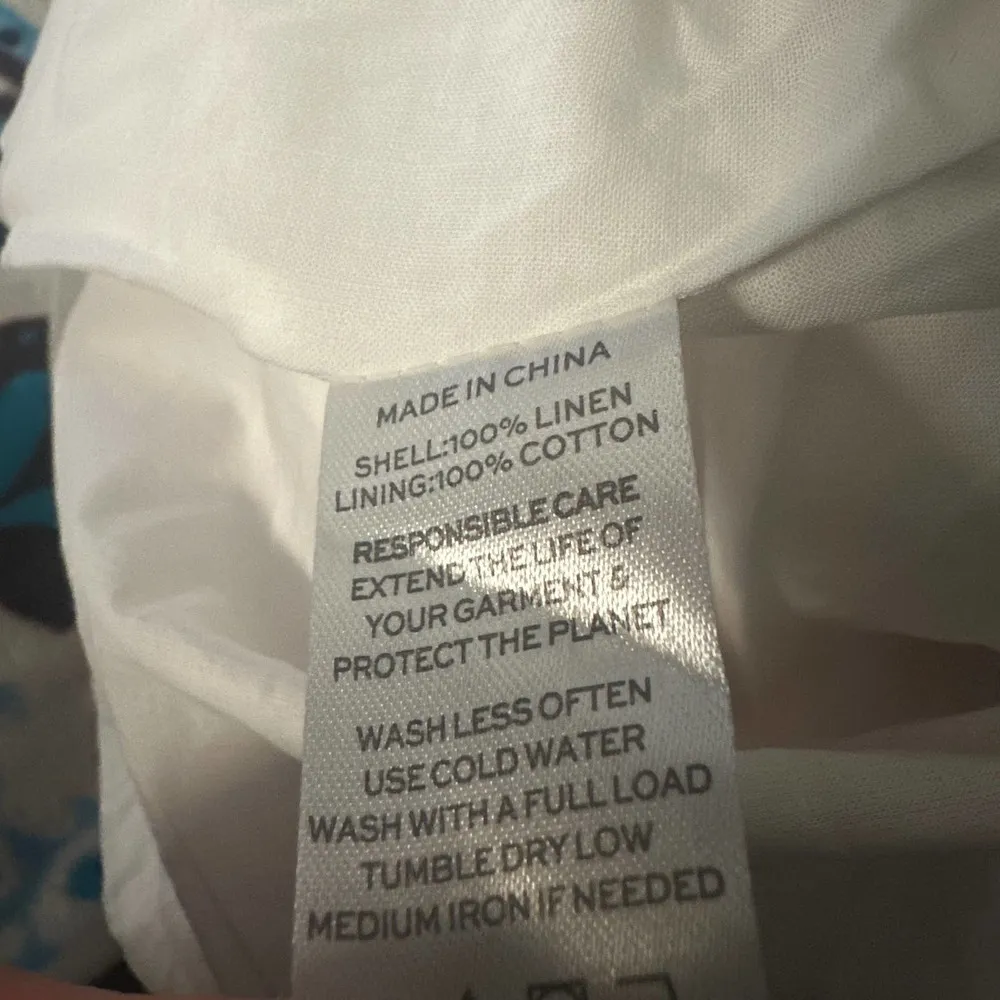 MADE IN CHINA
SHELL:100% LINEN
LINING:100% COTTON
RESPONSIBLE CARE
EXTEND THE LIFE OF
YOUR GARMENT &
PROTECT THE PLANET
WASH LESS OFTEN
USE COLD WATER
WASH WITH A FULL LOAD
TUMBLE DRY LOW
MEDIUM IRON IF NEEDED